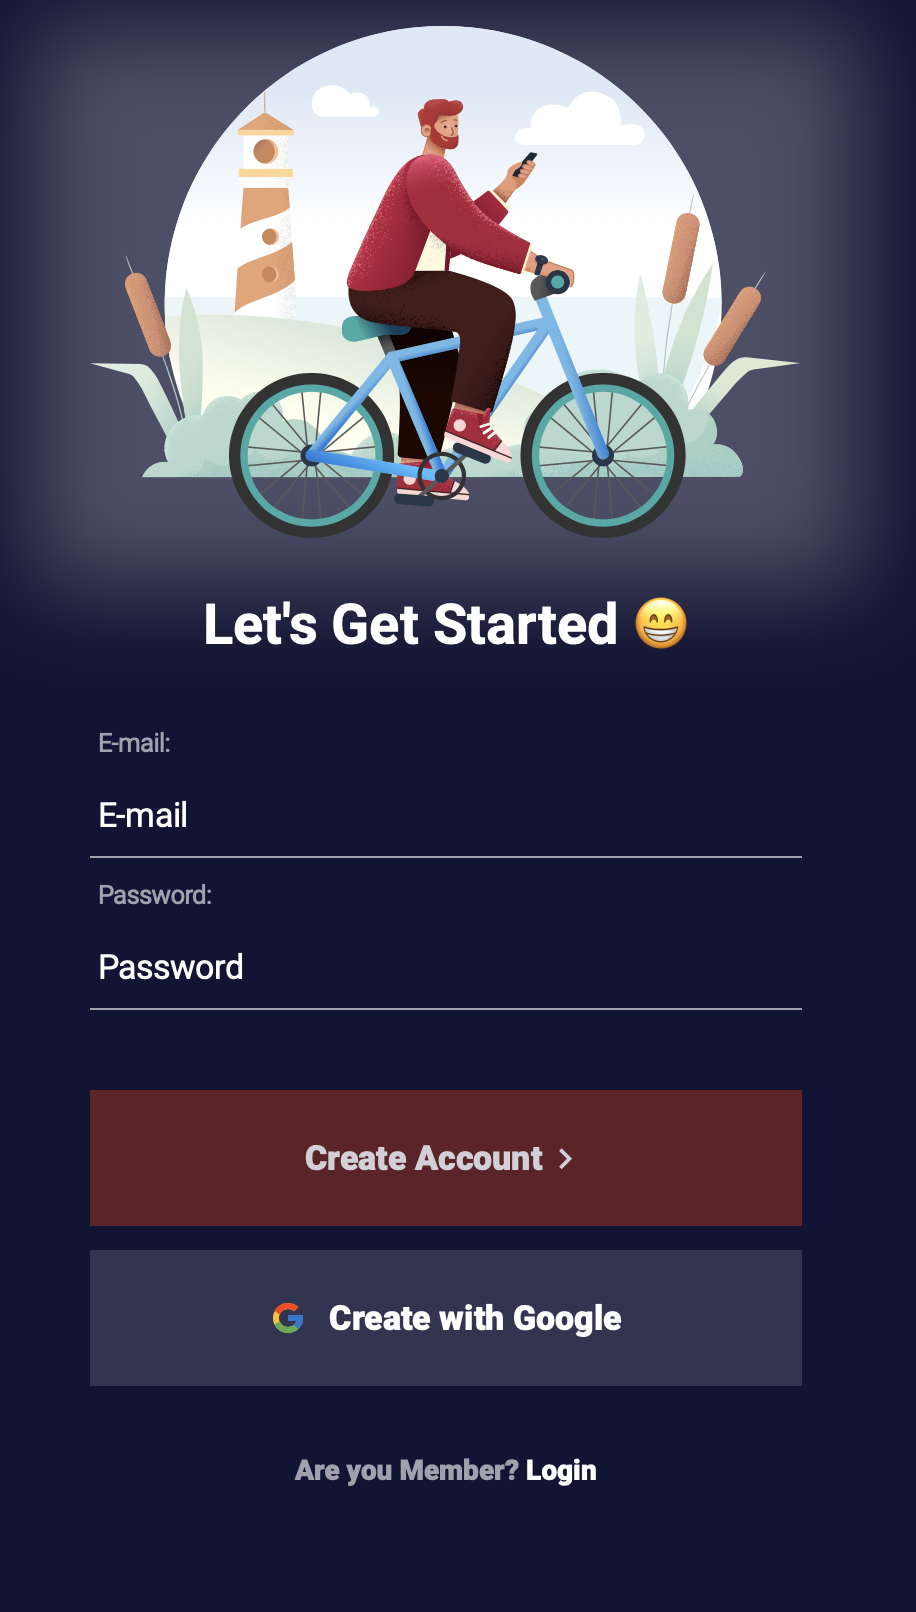 Let's Get Started 😁
E-mail:
E-mail
Password:
Password
Create Account >
Create with Google
Are you Member? Login